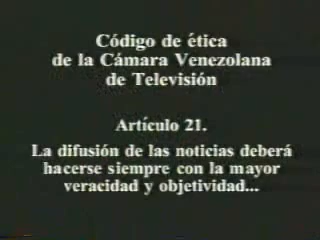 Código de ética
de la Cámara Venezolana
de Televisión
Artículo 21.
La difusión de las noticias deberá
hacerse siempre con la mayor
veracidad y objetividad...